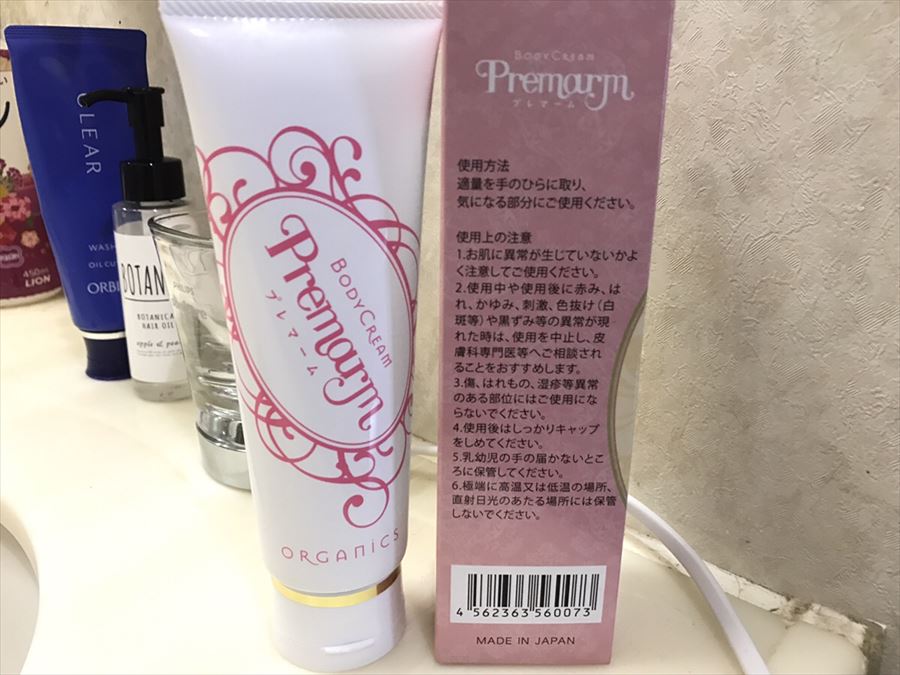 CLEAR
WASH
OIL CUT
ORBIS
450ml
LION
BOTAN
BOTANICAL
HAIR OIL
apple & pea
PHILIPS
BODYCREAM
Premarm
プレマーム
ORGANICS
BODYCREAM
Premarm
プレマーム
使用方法
適量を手のひらに取り、
気になる部分にご使用ください。
使用上の注意
1.お肌に異常が生じていないかよ
く注意してご使用ください。
2.使用中や使用後に赤み、は
れ、かゆみ、刺激、色抜け(白
斑等)や黒ずみ等の異常が現
れた時は、使用を中止し、皮
膚科専門医等へご相談され
ることをおすすめします。
3.傷、はれもの、湿疹等異常
のある部位にはご使用にな
らないでください。
4.使用後はしっかりキャップ
をしめてください。
5.乳幼児の手の届かないとこ
ろに保管してください。
6.極端に高温又は低温の場所、
直射日光のあたる場所には保管
しないでください。
4 562363 560073
MADE IN JAPAN